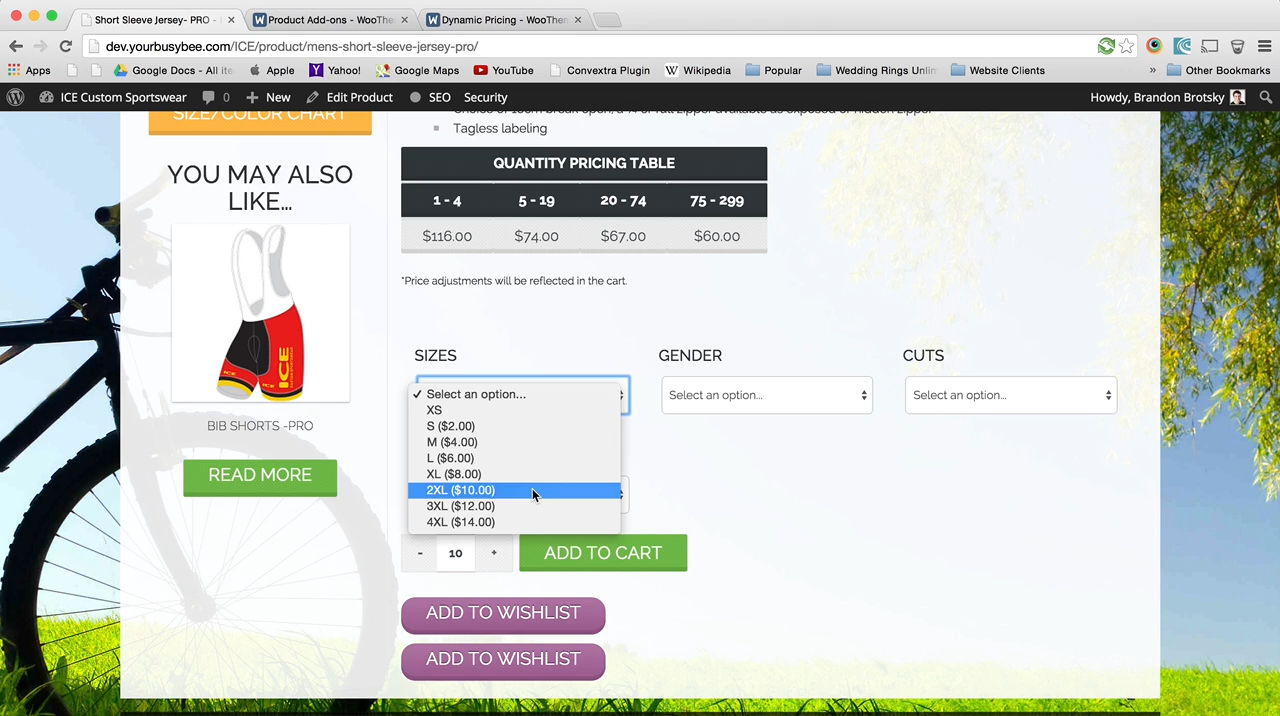 Short Sleeve Jersey- PRO -
Product Add-ons - WooThe
Dynamic Pricing - WooThe
dev.yourbusybee.com/ICE/product/mens-short-sleeve-jersey-pro/
Apps
Google Docs - All ite
Apple
Yahoo!
Google Maps
YouTube
Convextra Plugin
Wikipedia
Popular
Wedding Rings Unli
Website Clients
»
Other Bookmarks
ICE Custom Sportswear
0
+ New
Edit Product
SEO
Security
Howdy, Brandon Brotsky
SIZE/COLOR CHART
Tagless labeling
YOU MAY ALSO
LIKE...
ICE
BIB SHORTS -PRO
READ MORE
QUANTITY PRICING TABLE
1 - 4 5 - 19 20 - 74 75 - 299
$116.00 $74.00 $67.00 $60.00
*Price adjustments will be reflected in the cart.
SIZES GENDER CUTS
Select an option...
Select an option...
✓ Select an option...
XS
S ($2.00)
M ($4.00)
L ($6.00)
XL ($8.00)
2XL ($10.00)
3XL ($12.00)
4XL ($14.00)
- 10 +
ADD TO CART
ADD TO WISHLIST
ADD TO WISHLIST